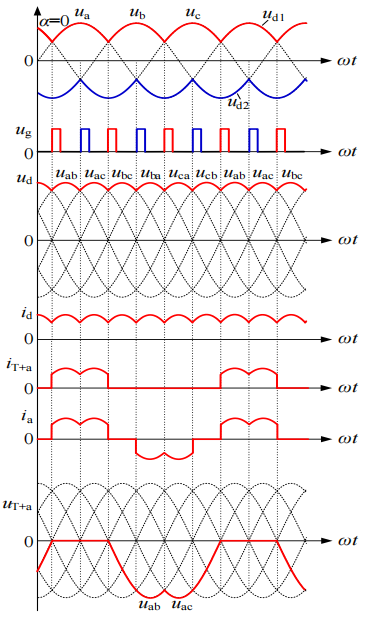 α=0 u_a u_b u_c u_d1
0 ωt
u_d2
u_g
0 ωt
u_d u_ab u_ac u_bc u_ba u_ca u_cb u_ab u_ac u_bc
0 ωt
i_d
0 ωt
i_T+a
0 ωt
i_a
0 ωt
u_T+a
0 ωt
u_ab u_ac